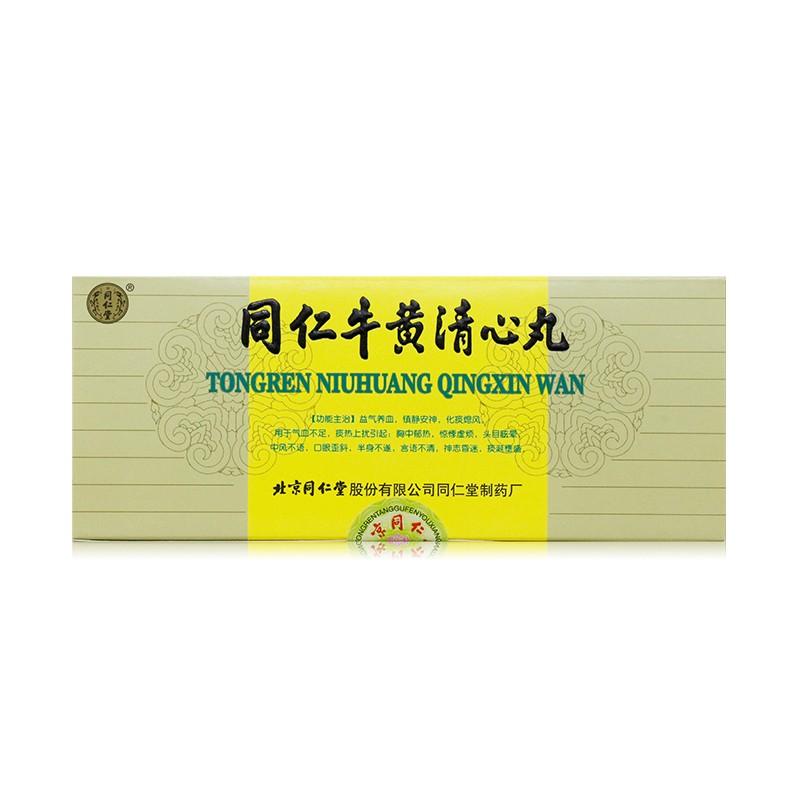 同仁堂
®
同仁牛黄清心丸
TONGREN NIUHUANG QINGXIN WAN
【功能主治】益气养血，镇静安神，化痰熄风。
用于气血不足，痰热上扰引起：胸中郁热，惊悸虚烦，头目眩晕，
中风不语，口眼歪斜，半身不遂，言语不清，神志昏迷，痰涎壅盛。
北京同仁堂股份有限公司同仁堂制药厂
TONGRENTANGGUFENYOUXIAN
京同仁